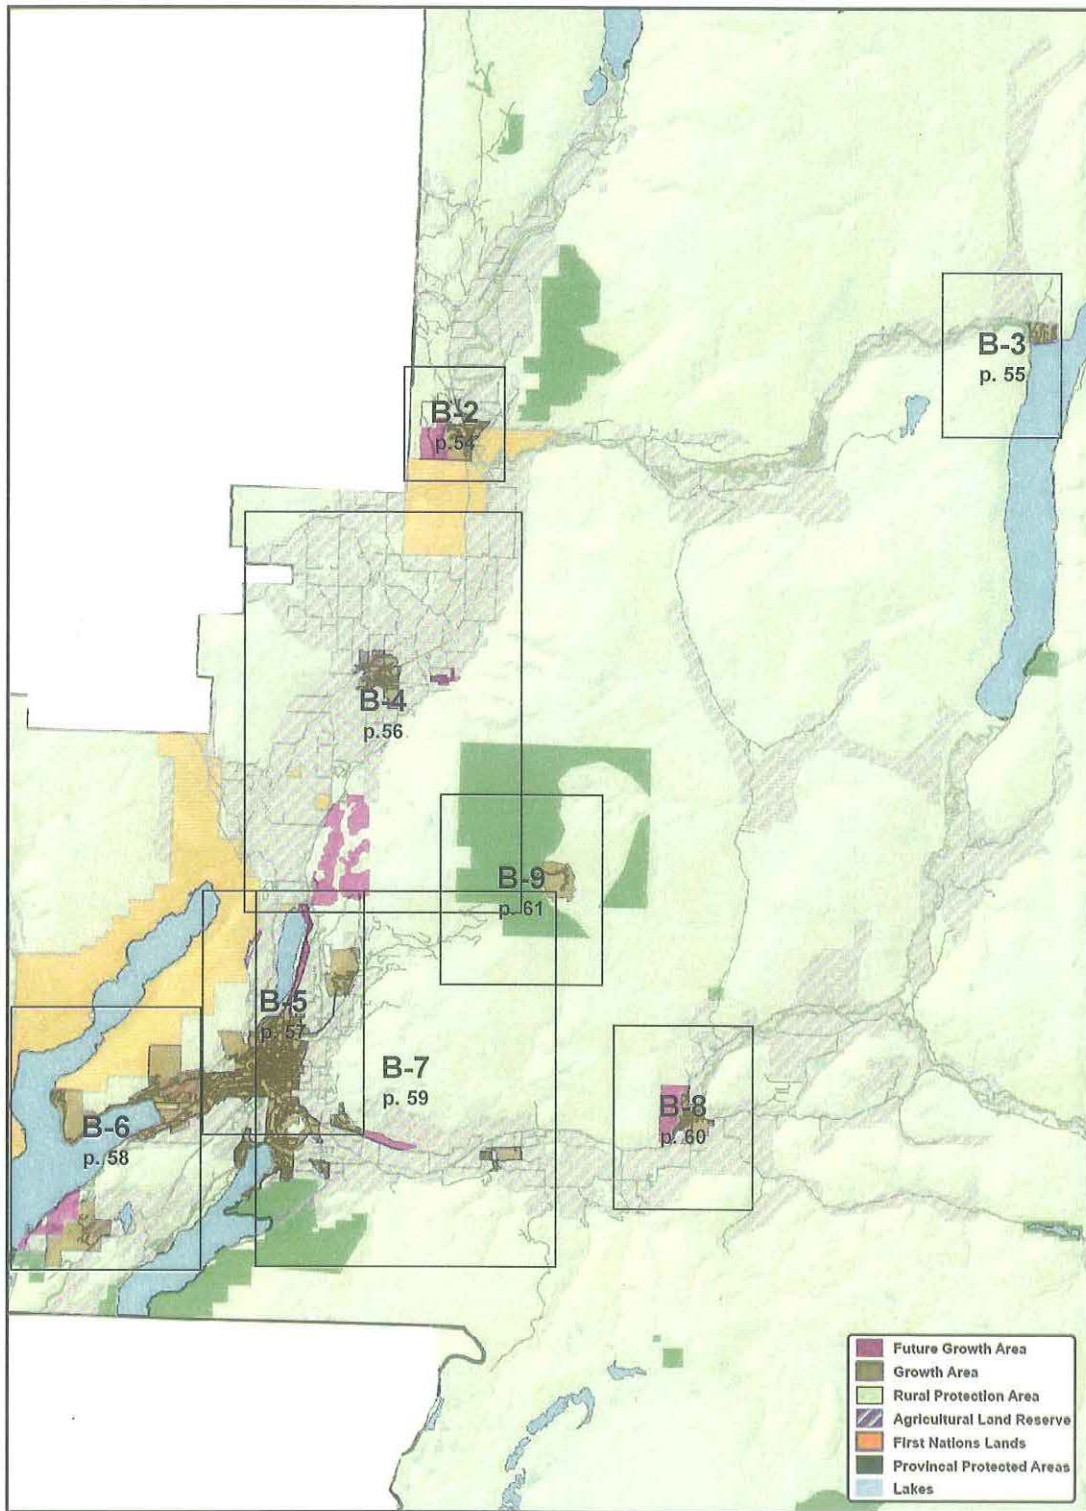 B-3
p. 55
B-2
p.54
B-4
p.56
B-9
p. 61
B-5
p. 57
B-7
p. 59
B-8
p. 60
B-6
p. 58
Future Growth Area
Growth Area
Rural Protection Area
Agricultural Land Reserve
First Nations Lands
Provincal Protected Areas
Lakes